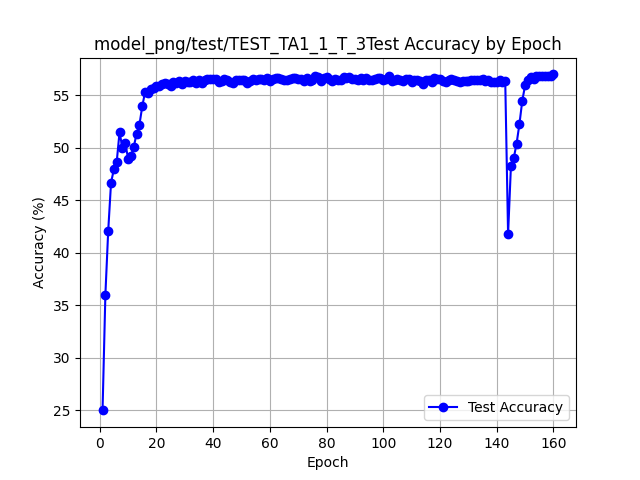 model_png/test/TEST_TA1_1_T_3Test Accuracy by Epoch
55
50
45
40
35
30
25
Accuracy (%)
0 20 40 60 80 100 120 140 160
Epoch
Test Accuracy